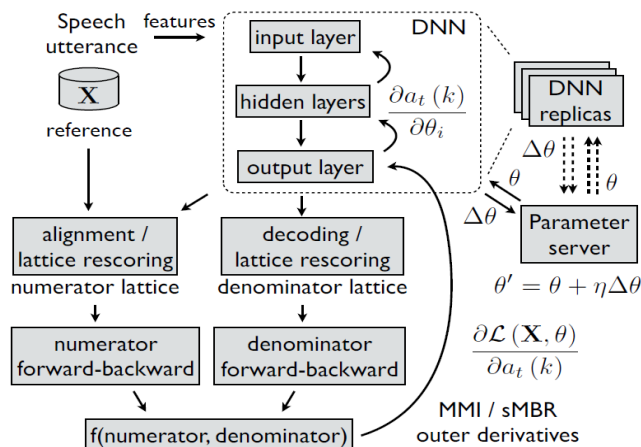 Speech
utterance
features
X
reference
input layer
hidden layers
output layer
DNN
∂a_t (k)
∂θ_i
DNN
replicas
Δθ
θ
θ
Δθ
Parameter
server
θ′ = θ + ηΔθ
alignment /
lattice rescoring
numerator lattice
decoding /
lattice rescoring
denominator lattice
numerator
forward-backward
denominator
forward-backward
f(numerator, denominator)
∂ℒ (X, θ)
∂a_t (k)
MMI / sMBR
outer derivatives